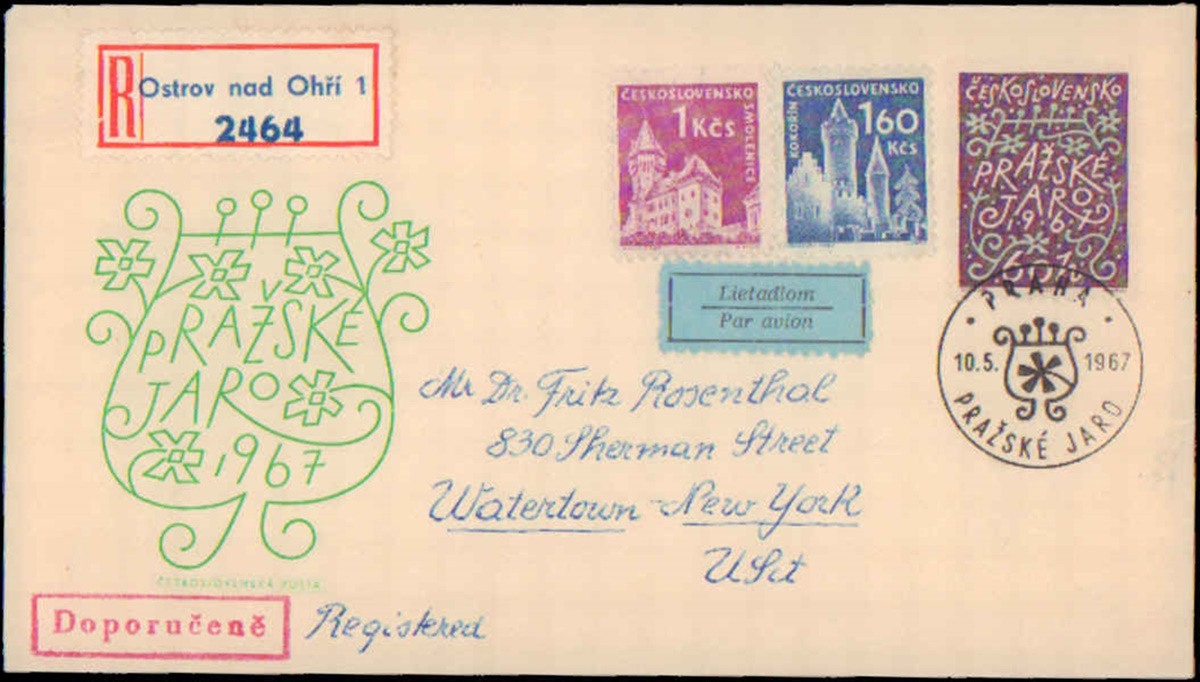 R
Ostrov nad Ohří 1
2464
ČESKOSLOVENSKO
1 Kčs
SMOLENICE
ČESKOSLOVENSKO
KOKOŘÍN
1 60
Kčs
ČESKOSLOVENSKO
PRAŽSKÉ
JARO
1967
Lietadlom
Par avion
PRAHA
10.5. 1967
PRAŽSKÉ JARO
PRAŽSKÉ
JARO
1967
ČESKOSLOVENSKÁ POŠTA
Mr Dr. Fritz Rosenthal
830 Sherman Street
Watertown - New York
USA
Doporučeně
Registered